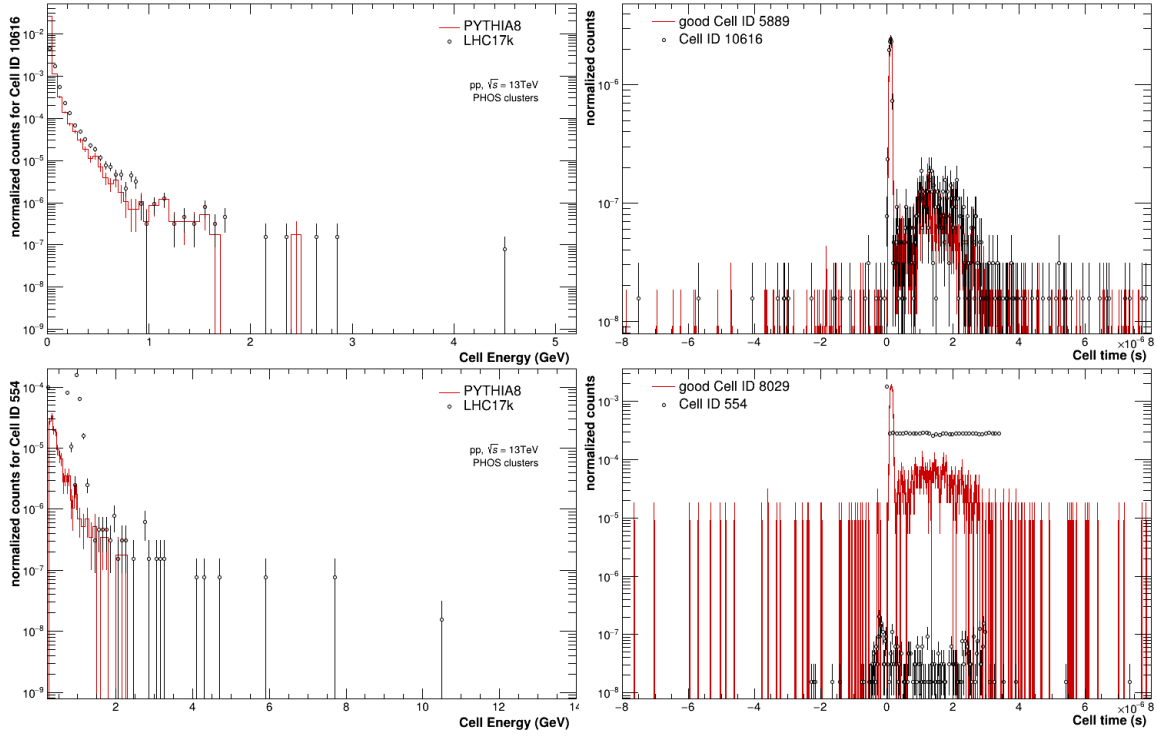 normalized counts for Cell ID 10616
10⁻²
10⁻³
10⁻⁴
10⁻⁵
10⁻⁶
10⁻⁷
10⁻⁸
10⁻⁹
PYTHIA8
LHC17k
pp, √s = 13TeV
PHOS clusters
0 1 2 3 4 5
Cell Energy (GeV)
normalized counts
10⁻⁶
10⁻⁷
10⁻⁸
good Cell ID 5889
Cell ID 10616
−8 −6 −4 −2 0 2 4 6 8
×10⁻⁶
Cell time (s)
normalized counts for Cell ID 554
10⁻⁴
10⁻⁵
10⁻⁶
10⁻⁷
10⁻⁸
10⁻⁹
PYTHIA8
LHC17k
pp, √s = 13TeV
PHOS clusters
2 4 6 8 10 12 14
Cell Energy (GeV)
normalized counts
10⁻³
10⁻⁴
10⁻⁵
10⁻⁶
10⁻⁷
10⁻⁸
good Cell ID 8029
Cell ID 554
−8 −6 −4 −2 0 2 4 6 8
×10⁻⁶
Cell time (s)